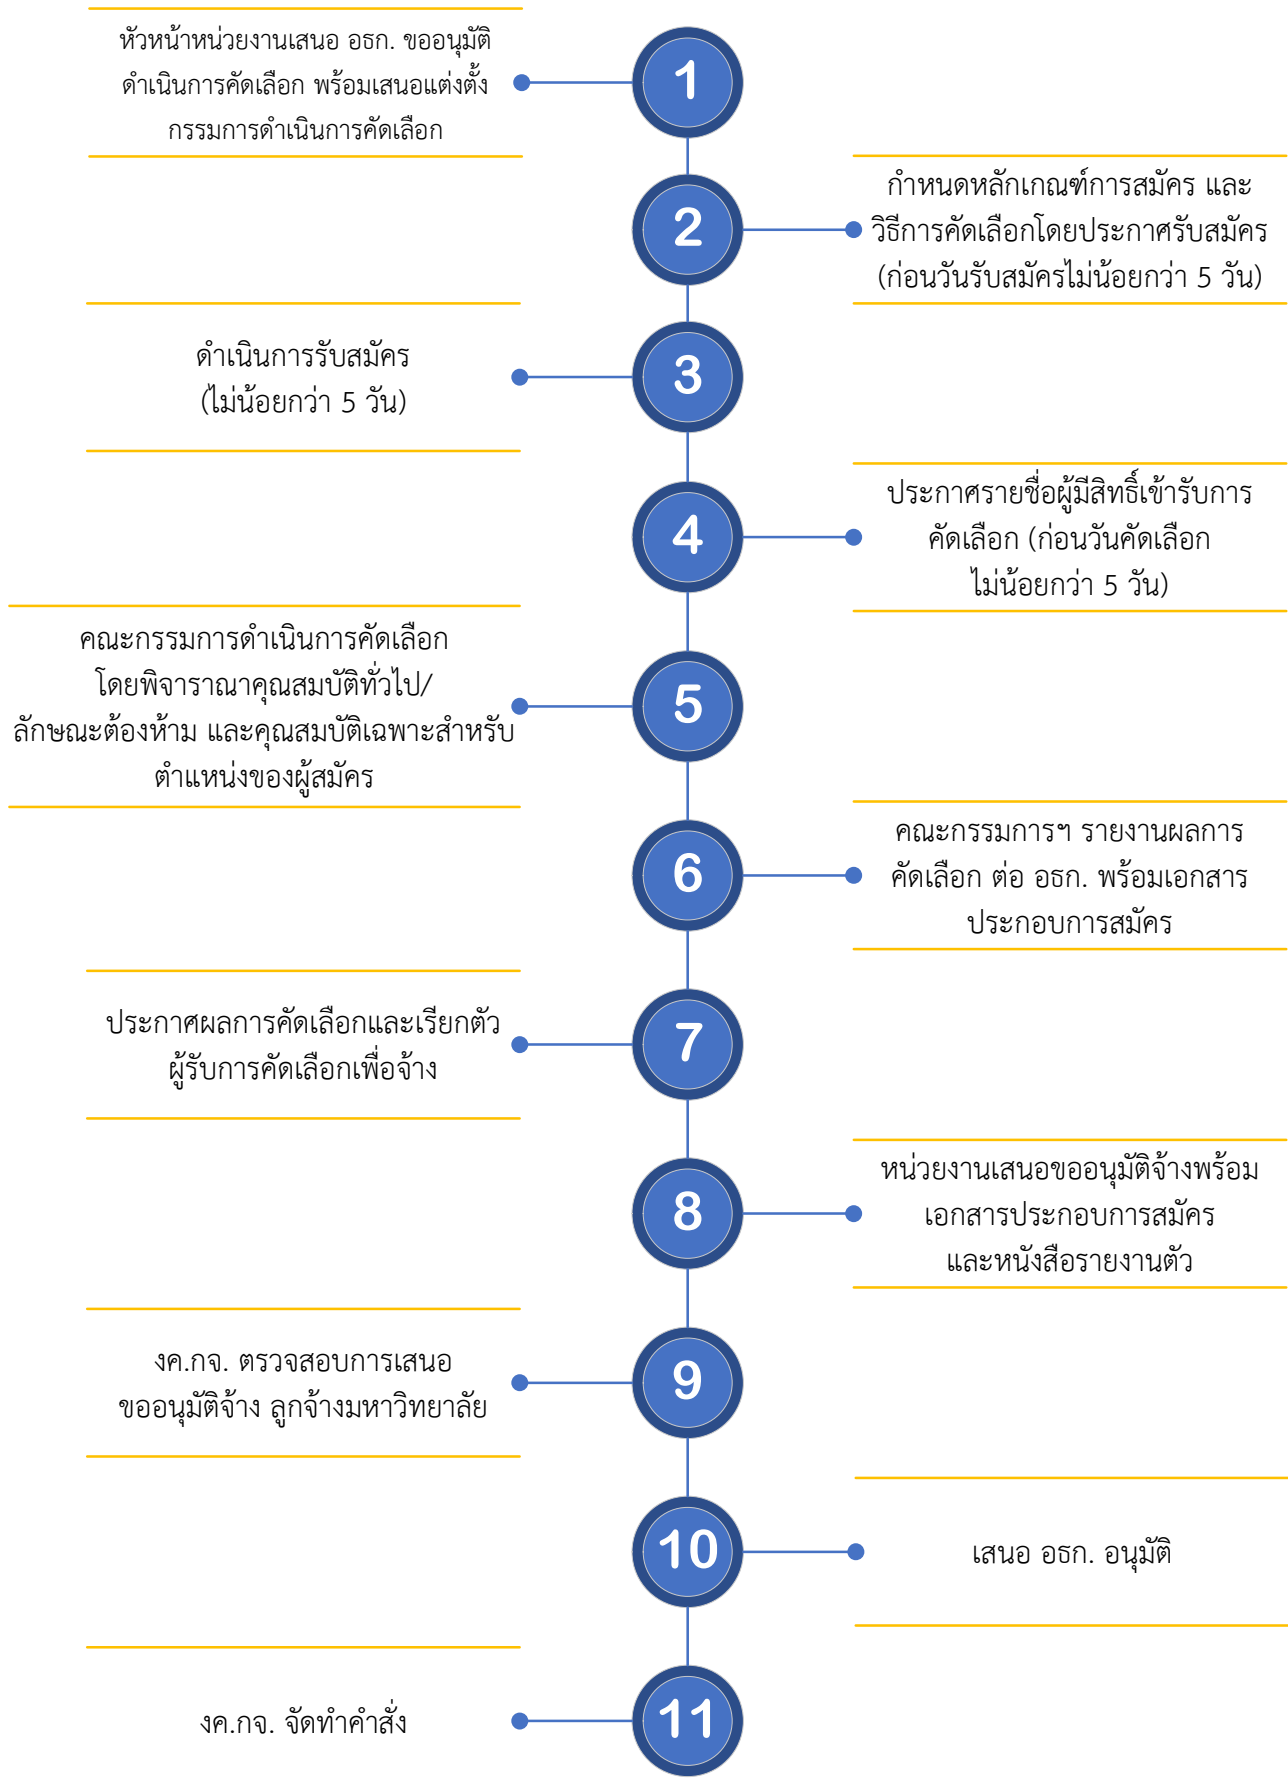 หัวหน้าหน่วยงานเสนอ อธก. ขออนุมัติ
ดำเนินการคัดเลือก พร้อมเสนอแต่งตั้ง
กรรมการดำเนินการคัดเลือก
1
2
กำหนดหลักเกณฑ์การสมัคร และ
วิธีการคัดเลือกโดยประกาศรับสมัคร
(ก่อนวันรับสมัครไม่น้อยกว่า 5 วัน)
ดำเนินการรับสมัคร
(ไม่น้อยกว่า 5 วัน)
3
4
ประกาศรายชื่อผู้มีสิทธิ์เข้ารับการ
คัดเลือก (ก่อนวันคัดเลือก
ไม่น้อยกว่า 5 วัน)
คณะกรรมการดำเนินการคัดเลือก
โดยพิจาราณาคุณสมบัติทั่วไป/
ลักษณะต้องห้าม และคุณสมบัติเฉพาะสำหรับ
ตำแหน่งของผู้สมัคร
5
6
คณะกรรมการฯ รายงานผลการ
คัดเลือก ต่อ อธก. พร้อมเอกสาร
ประกอบการสมัคร
ประกาศผลการคัดเลือกและเรียกตัว
ผู้รับการคัดเลือกเพื่อจ้าง
7
8
หน่วยงานเสนอขออนุมัติจ้างพร้อม
เอกสารประกอบการสมัคร
และหนังสือรายงานตัว
งค.กจ. ตรวจสอบการเสนอ
ขออนุมัติจ้าง ลูกจ้างมหาวิทยาลัย
9
10
เสนอ อธก. อนุมัติ
งค.กจ. จัดทำคำสั่ง
11